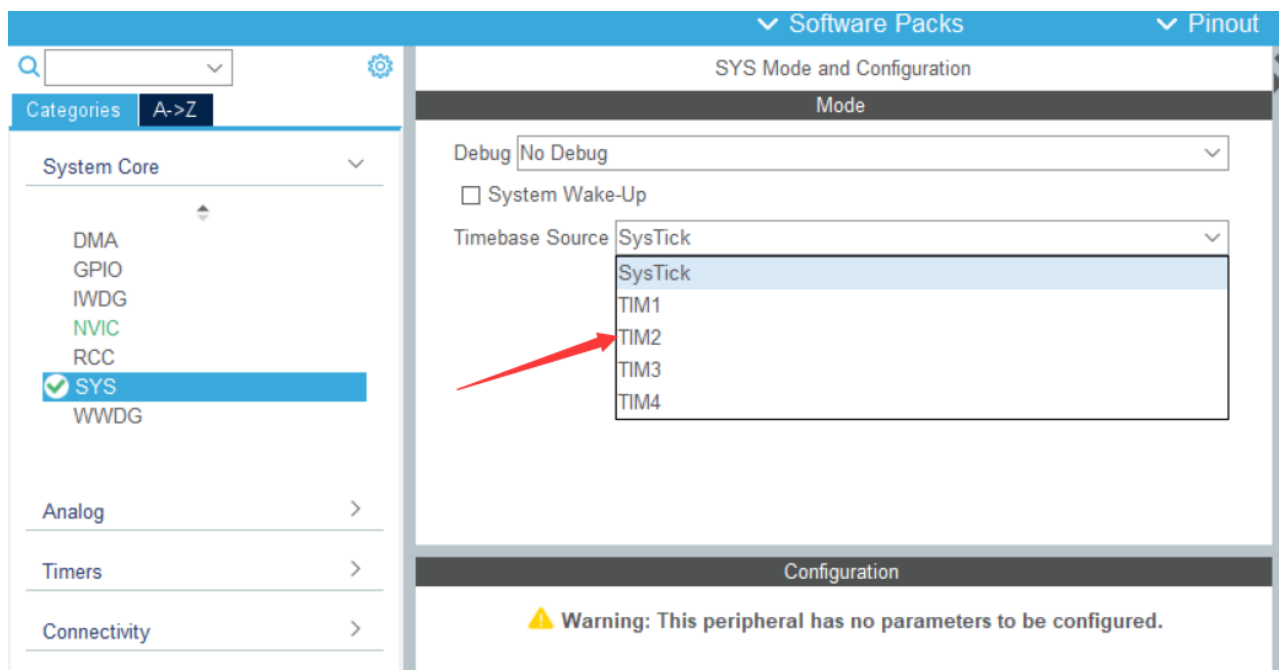 Software Packs
Pinout
Categories
A->Z
System Core
DMA
GPIO
IWDG
NVIC
RCC
SYS
WWDG
Analog
Timers
Connectivity
SYS Mode and Configuration
Mode
Debug No Debug
System Wake-Up
Timebase Source SysTick
SysTick
TIM1
TIM2
TIM3
TIM4
Configuration
Warning: This peripheral has no parameters to be configured.